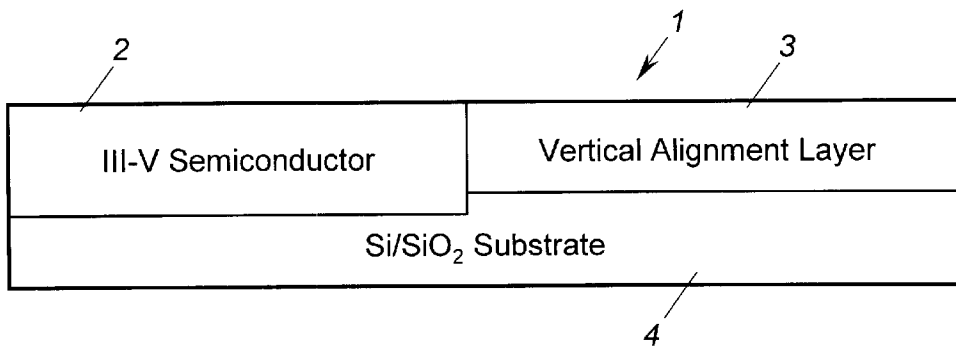 1
2
3
III-V Semiconductor
Vertical Alignment Layer
Si/SiO₂ Substrate
4